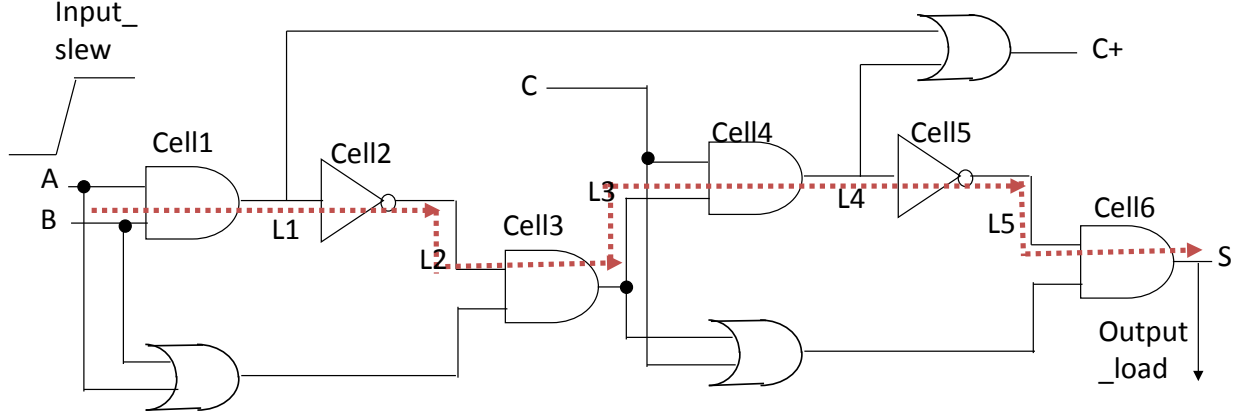 Input_
slew
C+
C
Cell1
Cell2
Cell4
Cell5
A
B
L1
L2
Cell3
L3
L4
L5
Cell6
S
Output
_load